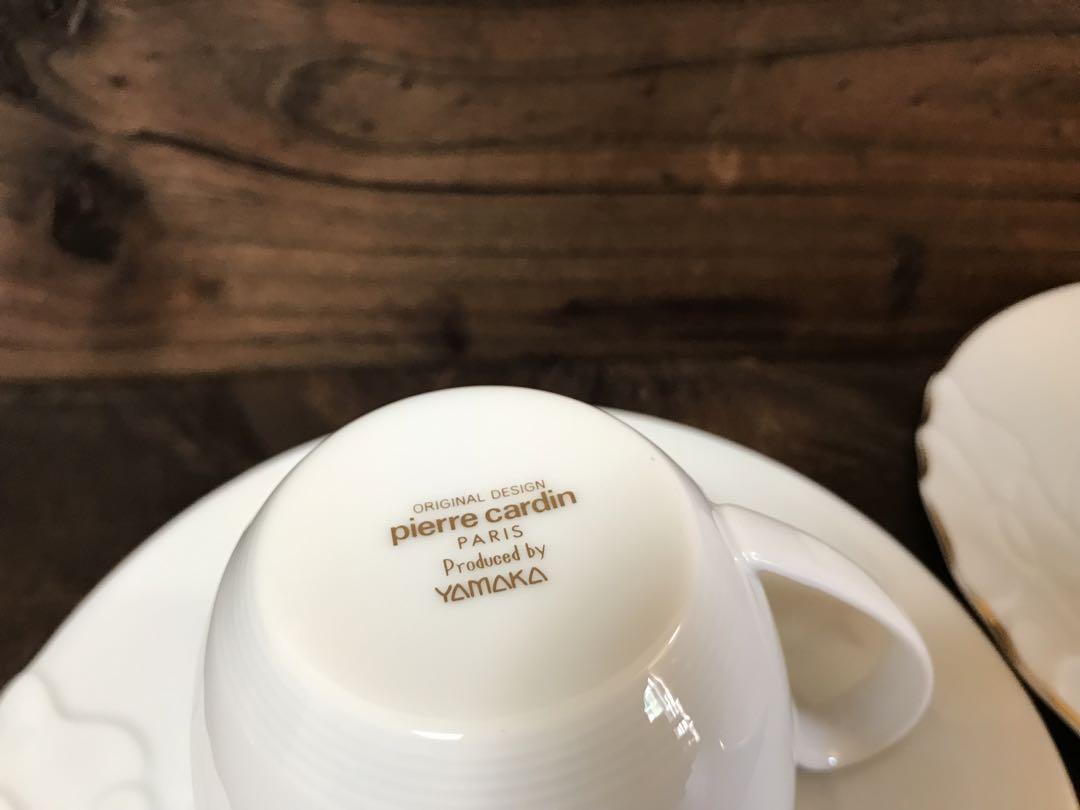 ORIGINAL DESIGN
pierre cardin
PARIS
Produced by
YAMAKA